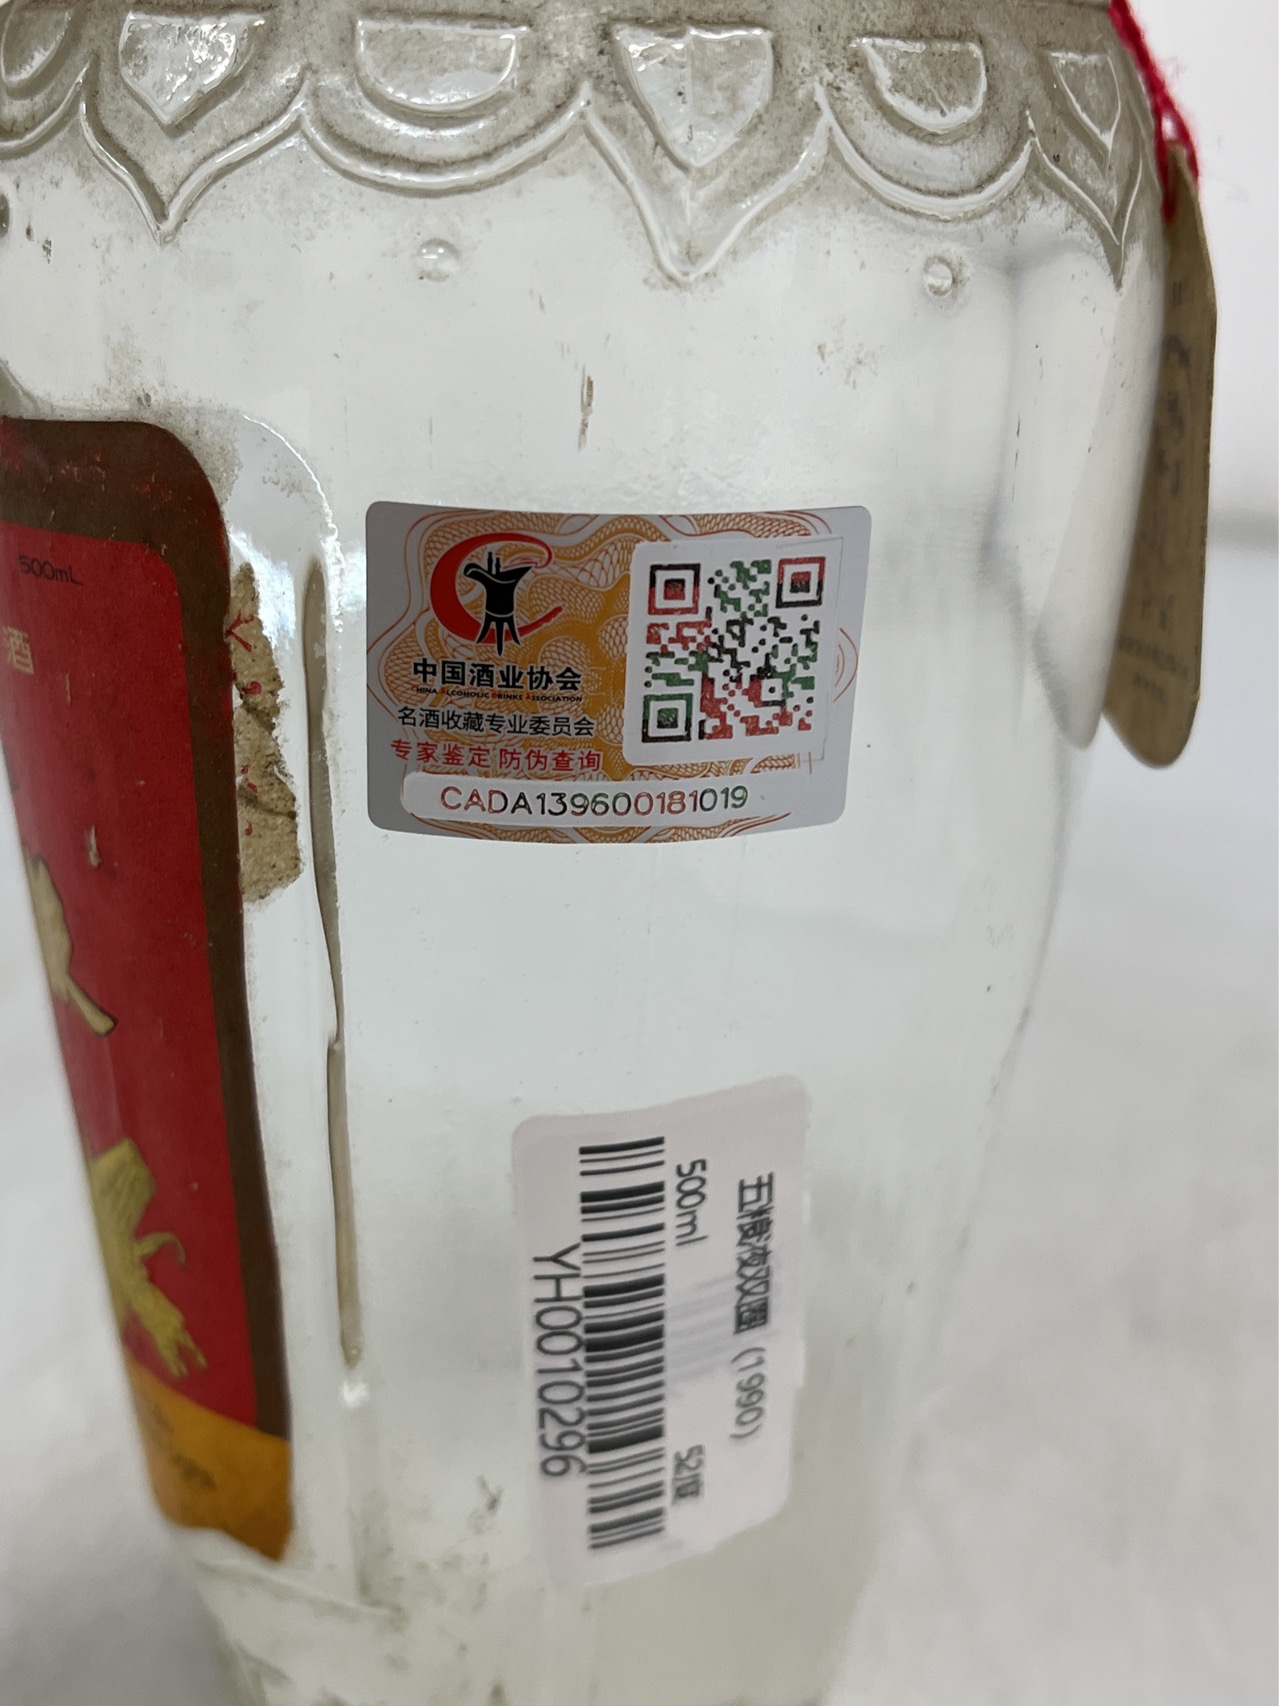 500mL
酒
中国酒业协会
CHINA ALCOHOLIC DRINKS ASSOCIATION
名酒收藏专业委员会
专家鉴定 防伪查询
CADA139600181019
五粮液双圈（1990）
500ml 52度
YH0010296